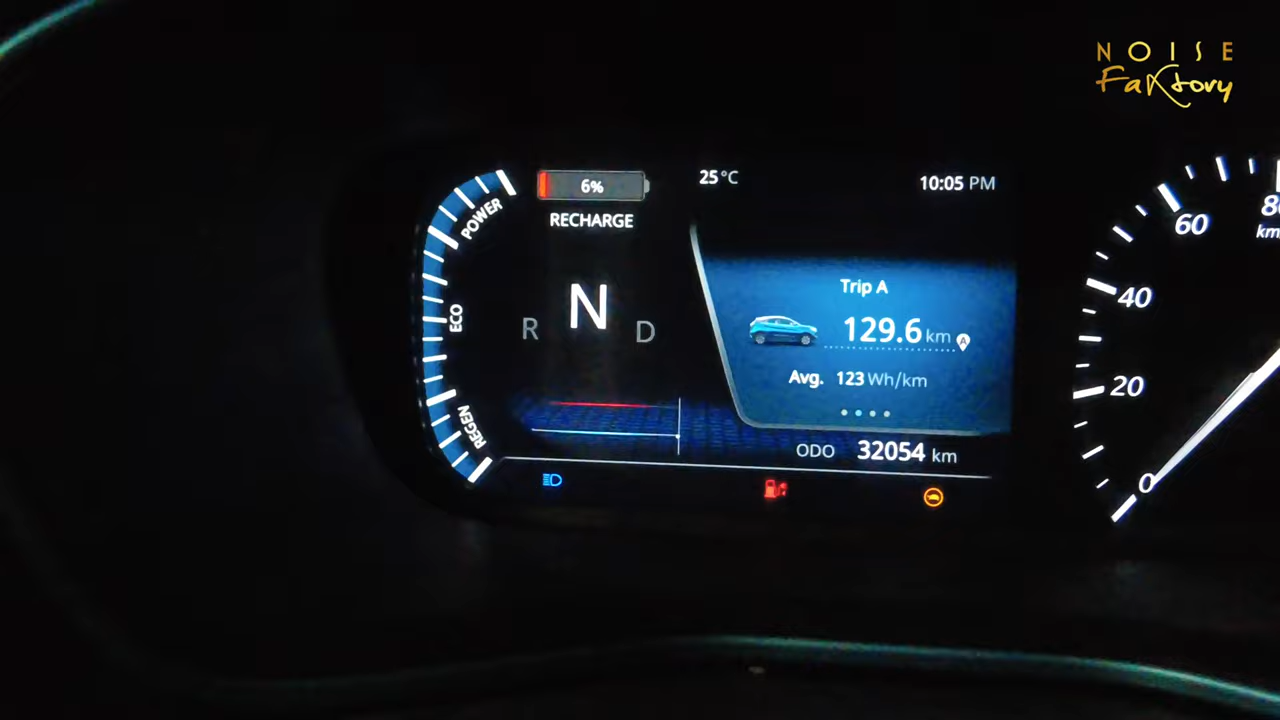 NOISE
Faktory
6%
25°C
10:05 PM
RECHARGE
POWER
ECO
REGEN
R N D
Trip A
129.6 km
A
Avg. 123 Wh/km
ODO 32054 km
80
km
60
40
20
0